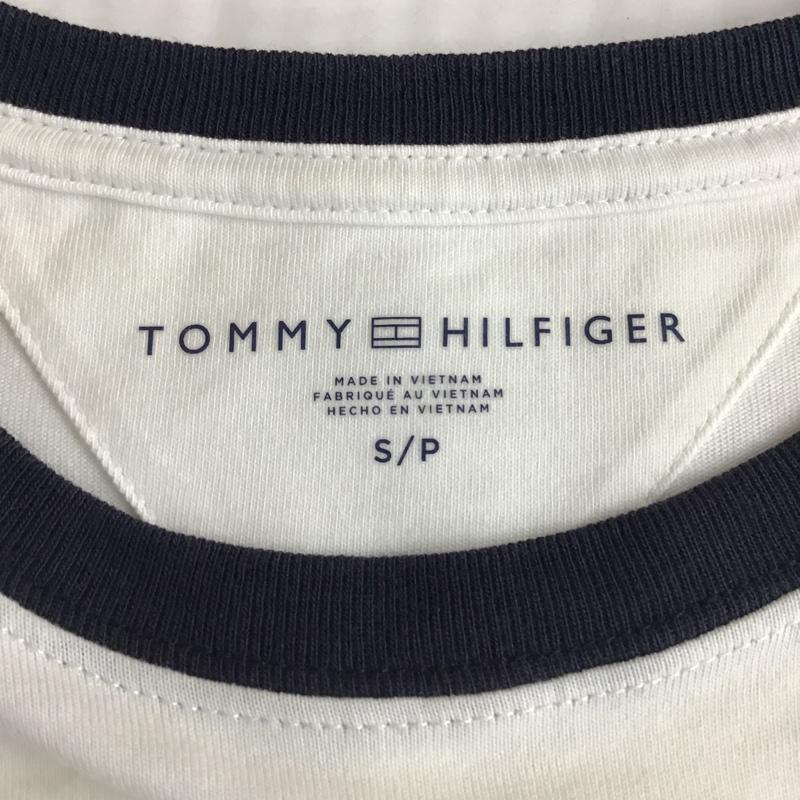 TOMMY HILFIGER
MADE IN VIETNAM
FABRIQUÉ AU VIETNAM
HECHO EN VIETNAM
S/P